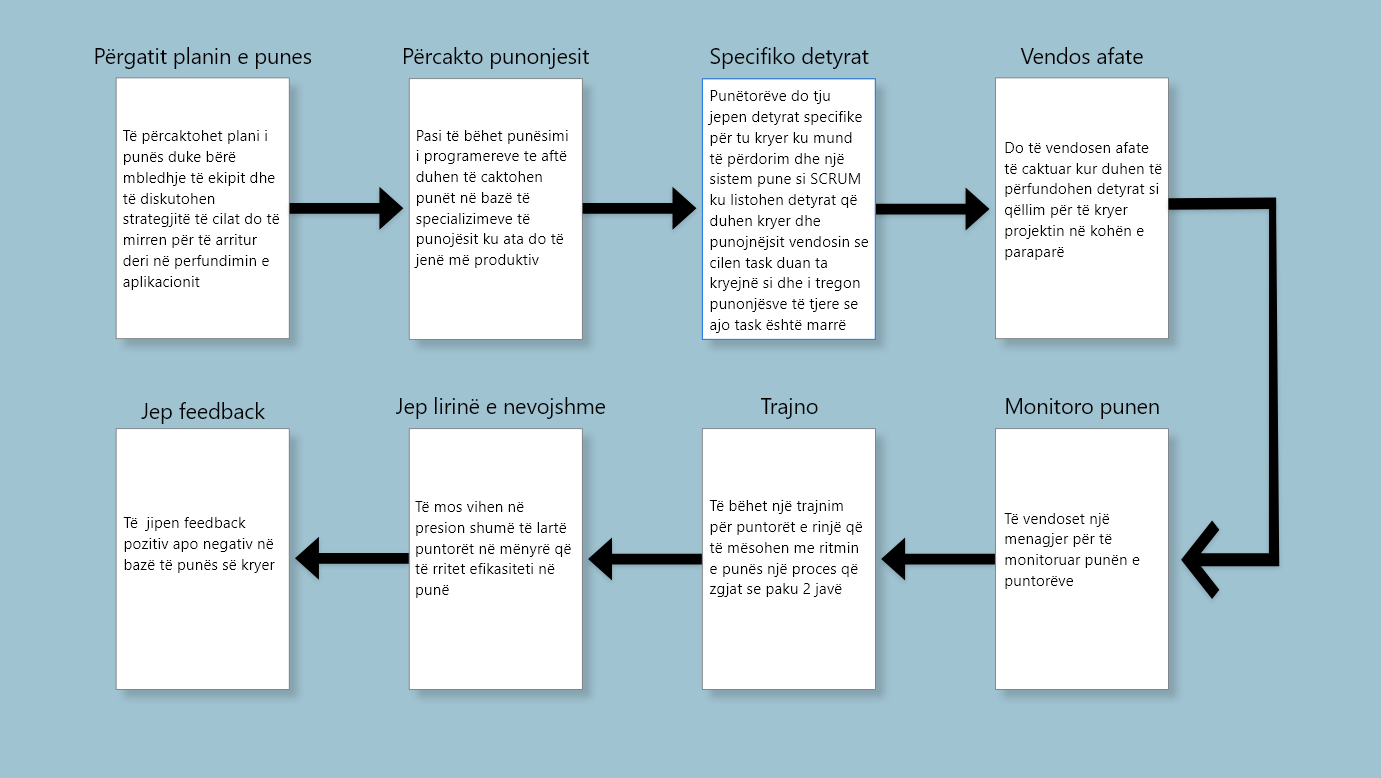 Përgatit planin e punes
Të përcaktohet plani i
punës duke bërë
mbledhje të ekipit dhe
të diskutohen
strategjitë të cilat do të
mirren për të arritur
deri në perfundimin e
aplikacionit
Përcakto punonjesit
Pasi të bëhet punësimi
i programereve te aftë
duhen të caktohen
punët në bazë të
specializimeve të
punojësit ku ata do të
jenë më produktiv
Specifiko detyrat
Punëtorëve do tju
jepen detyrat specifike
për tu kryer ku mund
të përdorim dhe një
sistem pune si SCRUM
ku listohen detyrat që
duhen kryer dhe
punojnëjsit vendosin se
cilen task duan ta
kryejnë si dhe i tregon
punonjësve të tjere se
ajo task është marrë
Vendos afate
Do të vendosen afate
të caktuar kur duhen të
përfundohen detyrat si
qëllim për të kryer
projektin në kohën e
paraparë
Monitoro punen
Të vendoset një
menagjer për të
monitoruar punën e
puntorëve
Trajno
Të bëhet një trajnim
për puntorët e rinjë që
të mësohen me ritmin
e punës një proces që
zgjat se paku 2 javë
Jep lirinë e nevojshme
Të mos vihen në
presion shumë të lartë
puntorët në mënyrë që
të rritet efikasiteti në
punë
Jep feedback
Të  jipen feedback
pozitiv apo negativ në
bazë të punës së kryer